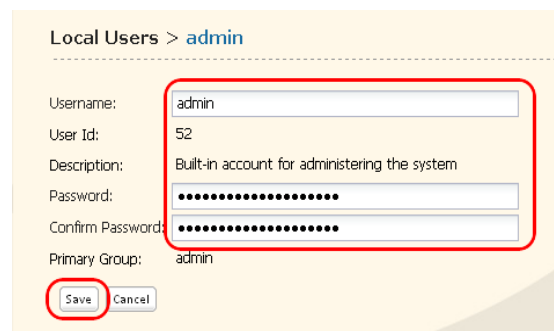 Local Users > admin
Username: admin
User Id: 52
Description: Built-in account for administering the system
Password: ••••••••••••••••••••
Confirm Password: ••••••••••••••••••••
Primary Group: admin
Save Cancel